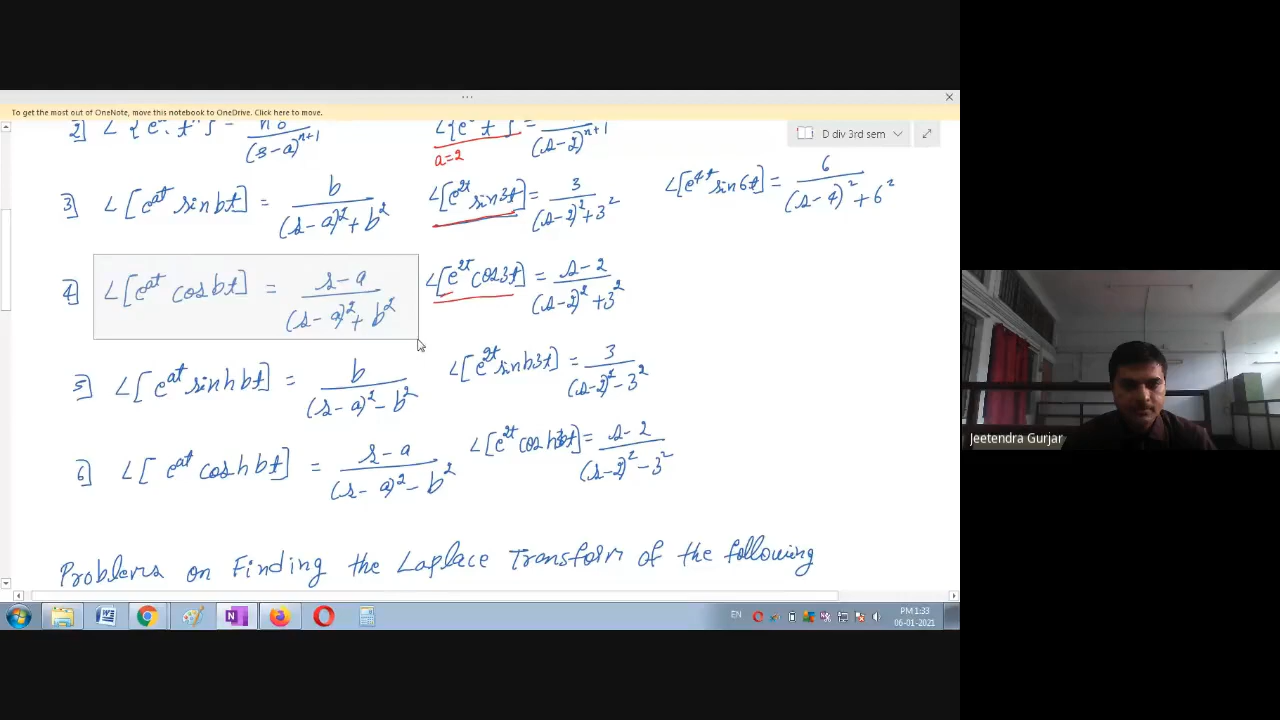 To get the most out of OneNote, move this notebook to OneDrive. Click here to move.
D div 3rd sem
2] (s-a)^{n+1} (s-2)^{n+1}
a=2
3] L[e^{at} sin bt] = b/((s-a)^2+b^2) L[e^{2t} sin 3t] = 3/((s-2)^2+3^2) L[e^{4t} sin 6t] = 6/((s-4)^2+6^2)
4] L[e^{at} cos bt] = (s-a)/((s-a)^2+b^2) L[e^{2t} cos 3t] = (s-2)/((s-2)^2+3^2)
5] L[e^{at} sinh bt] = b/((s-a)^2-b^2) L[e^{2t} sinh 3t] = 3/((s-2)^2-3^2)
6] L[e^{at} cosh bt] = (s-a)/((s-a)^2-b^2) L[e^{2t} cosh 3t] = (s-2)/((s-2)^2-3^2)
Problems on Finding the Laplace Transform of the following
EN
PM 1:33
06-01-2021
Jeetendra Gurjar